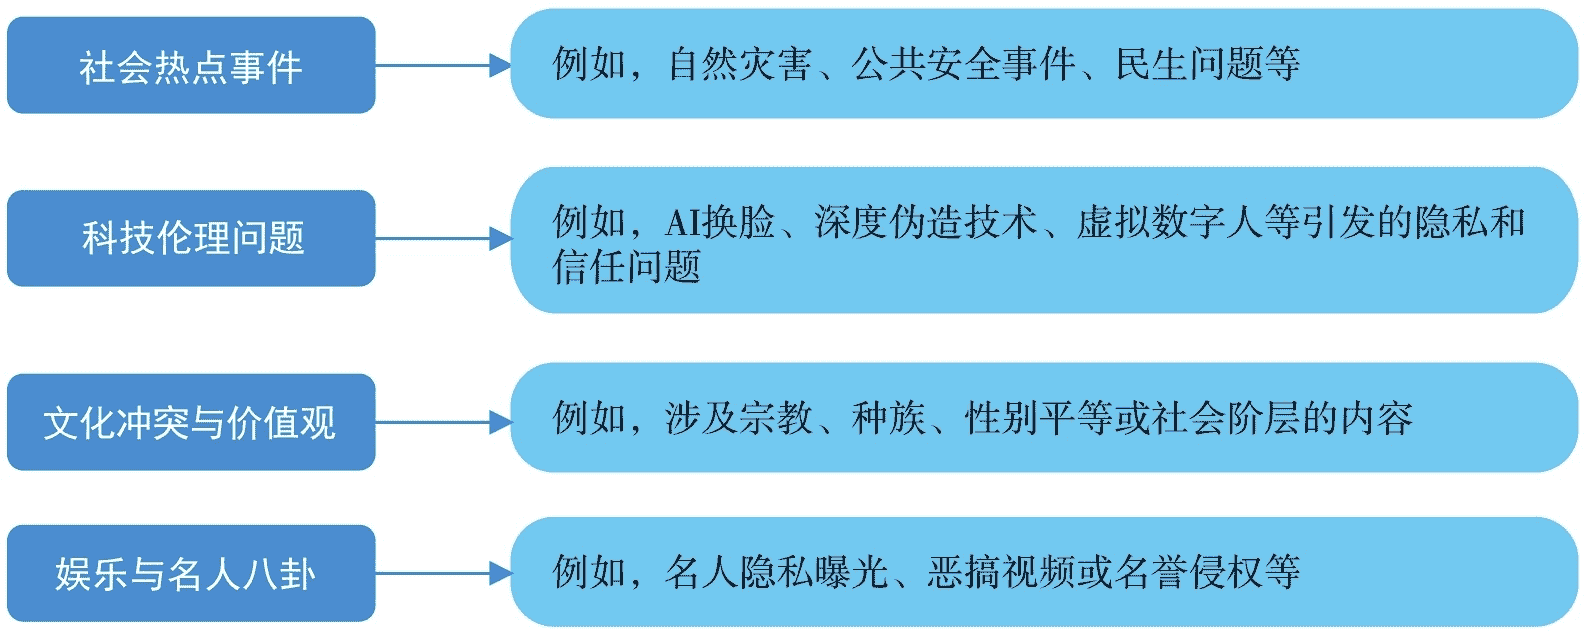 社会热点事件
例如，自然灾害、公共安全事件、民生问题等
科技伦理问题
例如，AI换脸、深度伪造技术、虚拟数字人等引发的隐私和
信任问题
文化冲突与价值观
例如，涉及宗教、种族、性别平等或社会阶层的内容
娱乐与名人八卦
例如，名人隐私曝光、恶搞视频或名誉侵权等